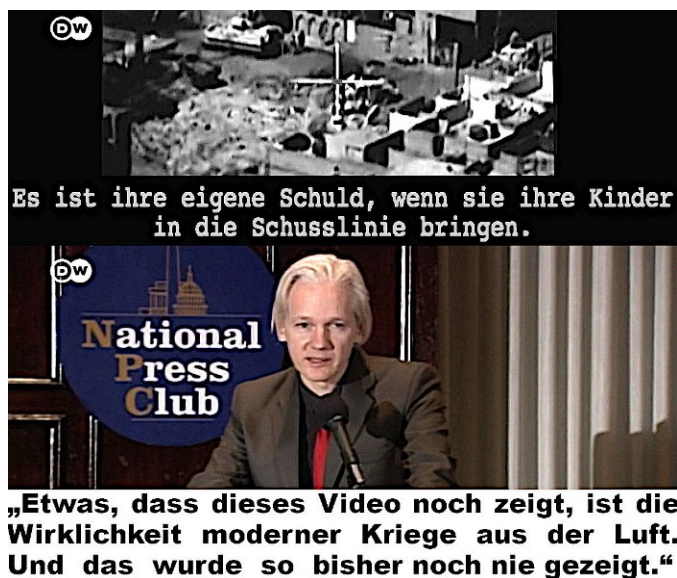 DW
Es ist ihre eigene Schuld, wenn sie ihre Kinder
in die Schusslinie bringen.
DW
National
Press
Club
„Etwas, dass dieses Video noch zeigt, ist die
Wirklichkeit moderner Kriege aus der Luft.
Und das wurde so bisher noch nie gezeigt.“